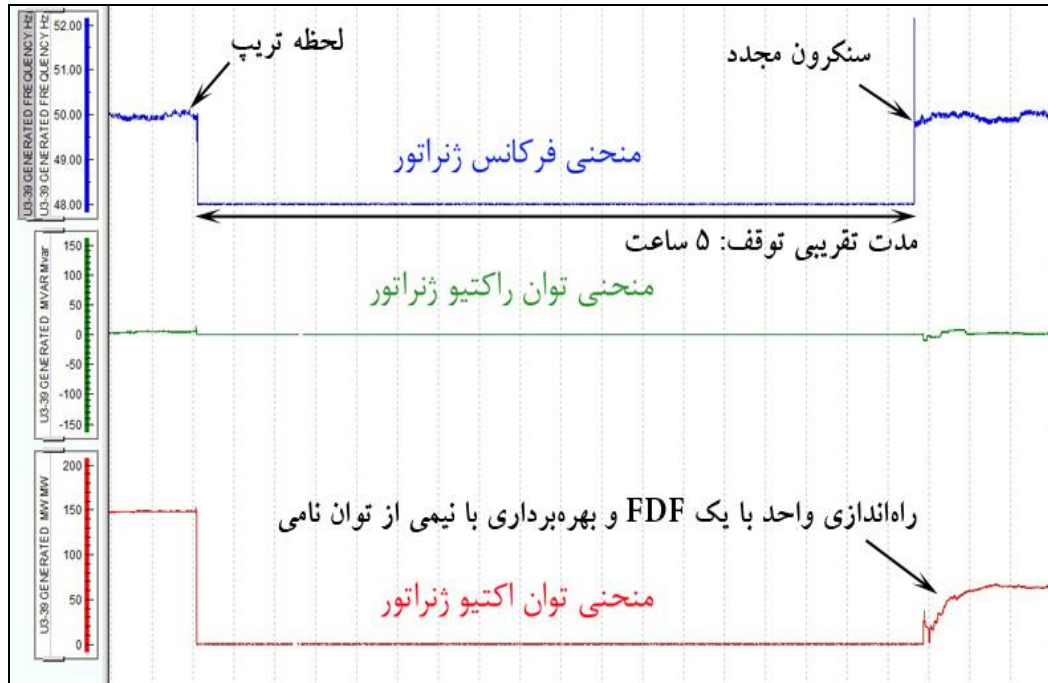 U3-39 GENERATED FREQUENCY Hz
U3-39 GENERATED FREQUENCY Hz
52.00
51.00
50.00
49.00
48.00
لحظه تریپ
سنکرون مجدد
منحنی فرکانس ژنراتور
مدت تقریبی توقف: ۵ ساعت
U3-39 GENERATED MVAR Mvar
150
100
50
0
-50
-100
-150
منحنی توان راکتیو ژنراتور
U3-39 GENERATED MW MW
200
150
100
50
0
راه‌اندازی واحد با یک FDF و بهره‌برداری با نیمی از توان نامی
منحنی توان اکتیو ژنراتور